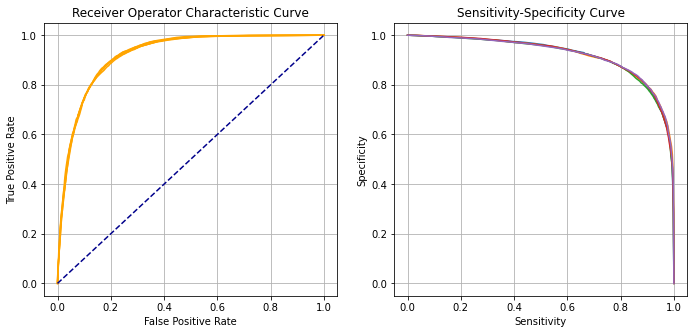 Receiver Operator Characteristic Curve
True Positive Rate
1.0
0.8
0.6
0.4
0.2
0.0
0.0 0.2 0.4 0.6 0.8 1.0
False Positive Rate
Sensitivity-Specificity Curve
Specificity
1.0
0.8
0.6
0.4
0.2
0.0
0.0 0.2 0.4 0.6 0.8 1.0
Sensitivity